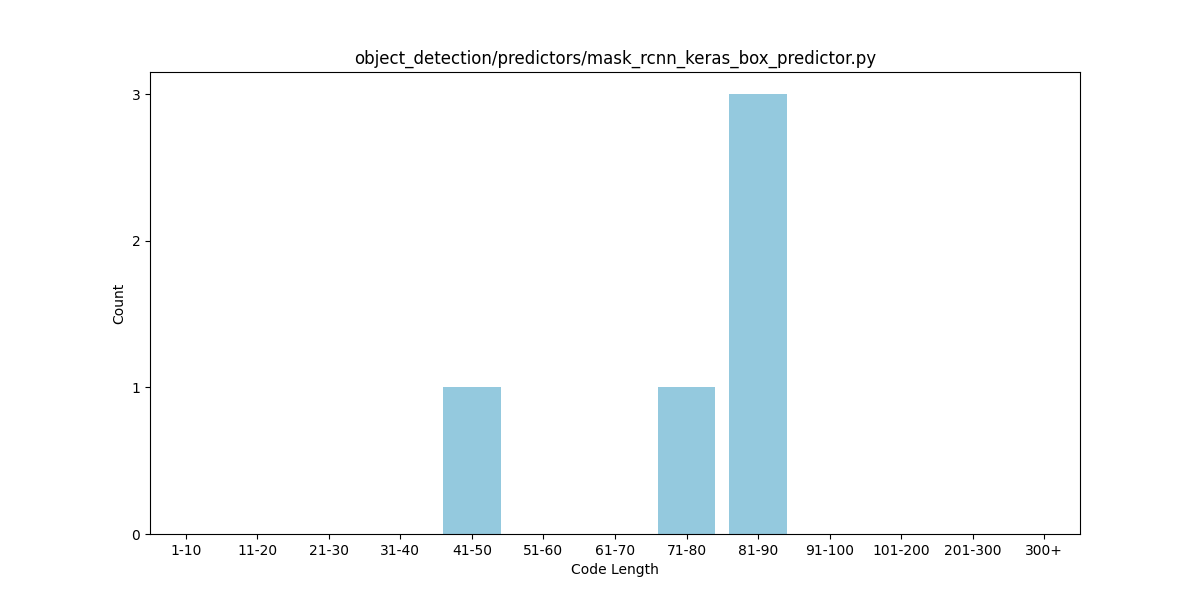 object_detection/predictors/mask_rcnn_keras_box_predictor.py
3
2
1
0
Count
1-10 11-20 21-30 31-40 41-50 51-60 61-70 71-80 81-90 91-100 101-200 201-300 300+
Code Length